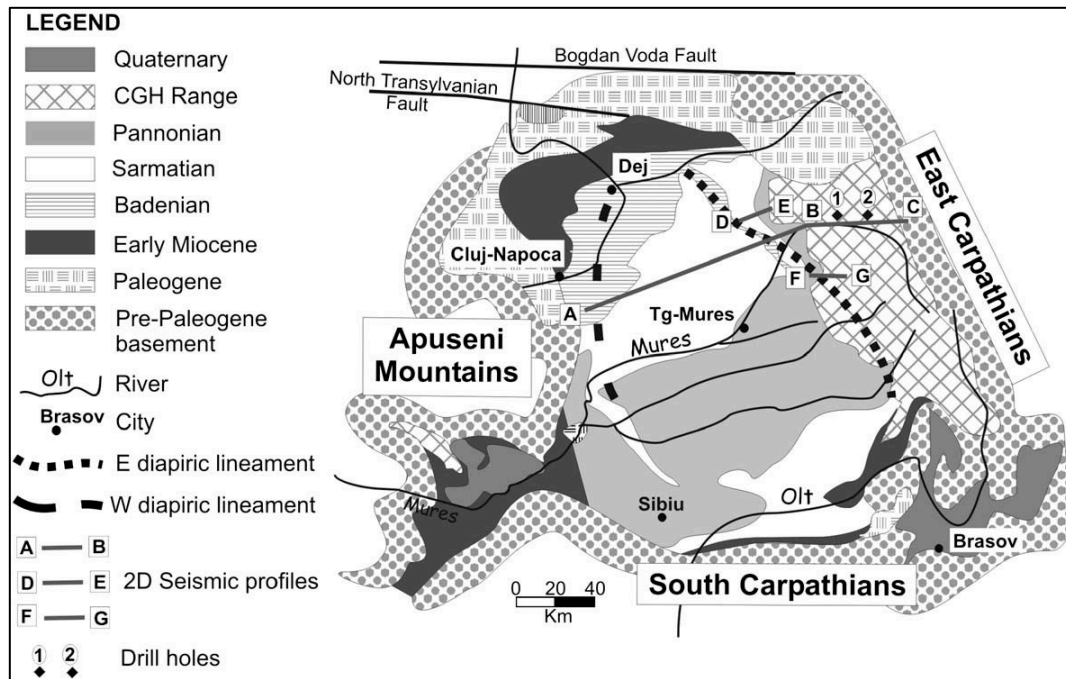 LEGEND
Quaternary
CGH Range
Pannonian
Sarmatian
Badenian
Early Miocene
Paleogene
Pre-Paleogene
basement
Olt
River
Brasov
City
E diapiric lineament
W diapiric lineament
A B
D E 2D Seismic profiles
F G
1 2
Drill holes
Bogdan Voda Fault
North Transylvanian
Fault
Dej
East Carpathians
E B 1 2 C
D
Cluj-Napoca
F G
A
Tg-Mures
Apuseni
Mountains
Mures
Mures
Sibiu
Olt
Brasov
South Carpathians
0 20 40
Km